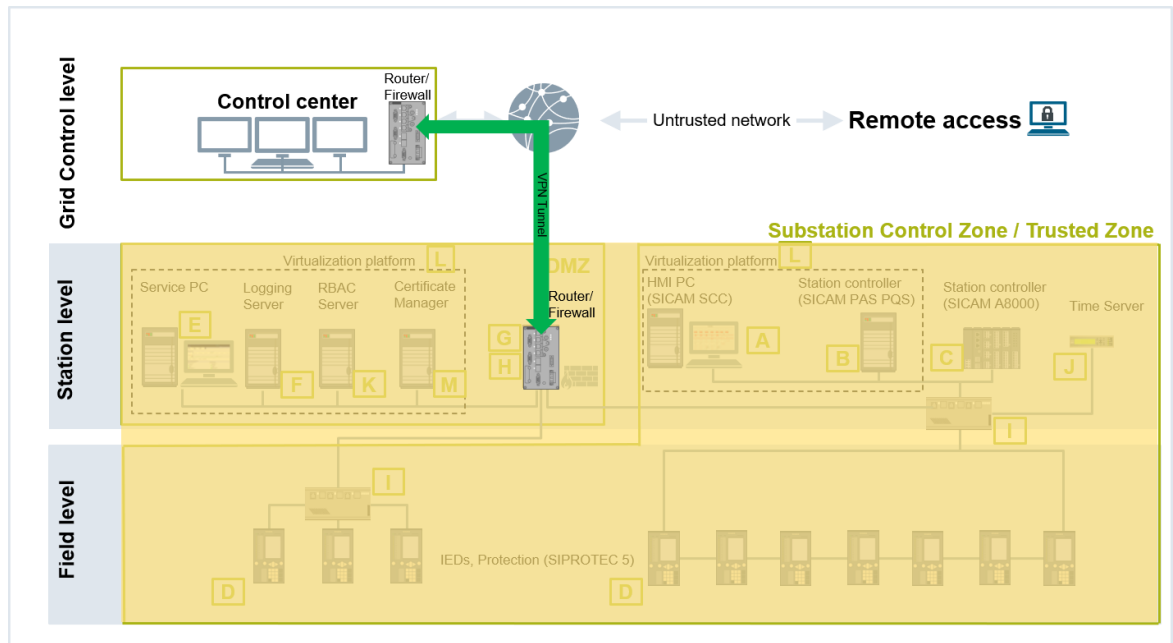 Grid Control level
Control center
Router/
Firewall
Untrusted network
Remote access
VPN Tunnel
Substation Control Zone / Trusted Zone
Station level
Virtualization platform
L
DMZ
Service PC
Logging
Server
RBAC
Server
Certificate
Manager
E
F
K
M
Router/
Firewall
G
H
Virtualization platform
L
HMI PC
(SICAM SCC)
A
Station controller
(SICAM PAS PQS)
B
Station controller
(SICAM A8000)
C
Time Server
J
I
Field level
I
D
IEDs, Protection (SIPROTEC 5)
D